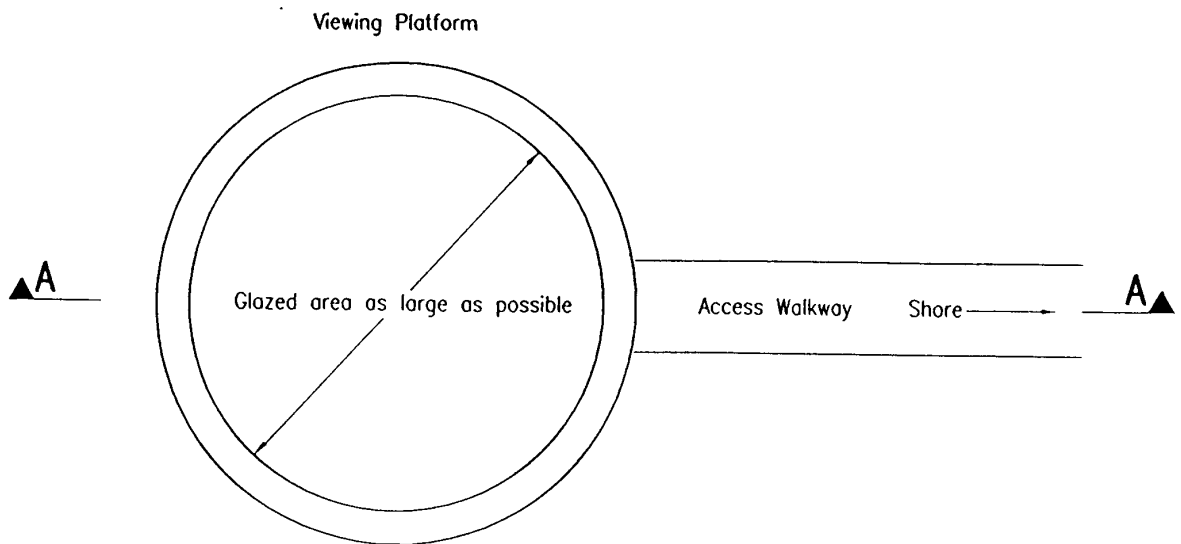 Viewing Platform
A
Glazed area as large as possible
Access Walkway
Shore
A